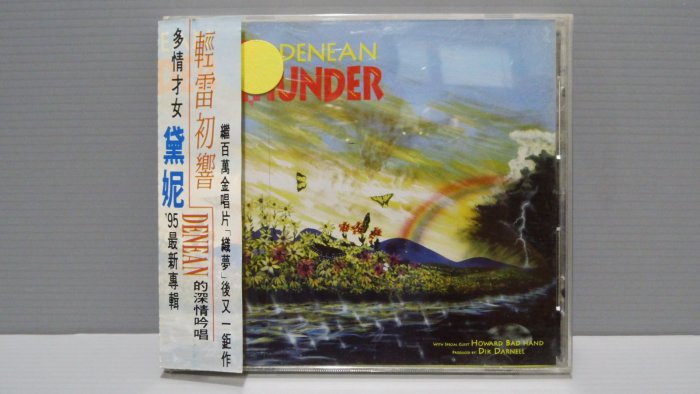 多情才女
黛妮
'95最新專輯
輕雷初響
DENEAN
的深情吟唱
繼百萬金唱片「織夢」後又一鉅作
DENEAN
HUNDER
WITH SPECIAL GUEST HOWARD BAD HAND
PRODUCED BY DIK DARNELL